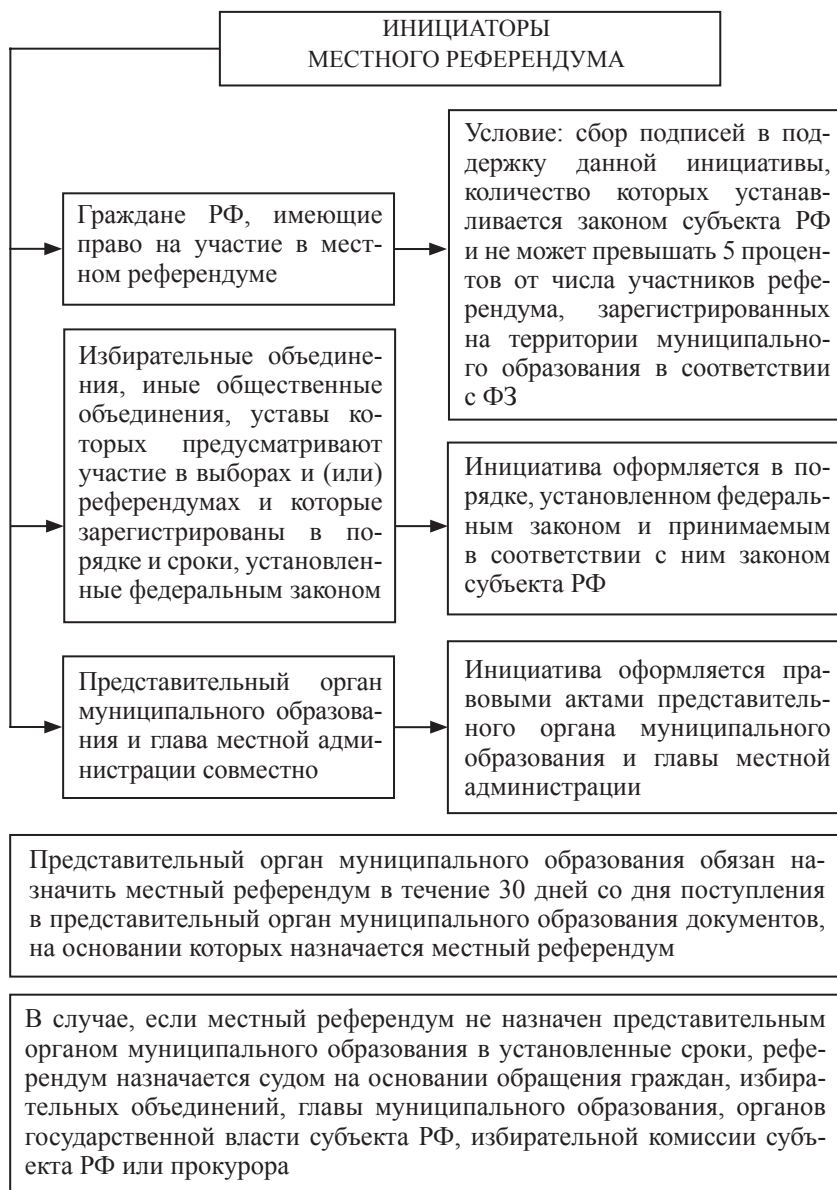 ИНИЦИАТОРЫ
МЕСТНОГО РЕФЕРЕНДУМА
Граждане РФ, имеющие
право на участие в мест-
ном референдуме
Условие: сбор подписей в под-
держку данной инициативы,
количество которых устанав-
ливается законом субъекта РФ
и не может превышать 5 процен-
тов от числа участников рефе-
рендума, зарегистрированных
на территории муниципально-
го образования в соответствии
с ФЗ
Избирательные объедине-
ния, иные общественные
объединения, уставы ко-
торых предусматривают
участие в выборах и (или)
референдумах и которые
зарегистрированы в по-
рядке и сроки, установлен-
ные федеральным законом
Инициатива оформляется в по-
рядке, установленном федераль-
ным законом и принимаемым
в соответствии с ним законом
субъекта РФ
Представительный орган
муниципального образова-
ния и глава местной адми-
нистрации совместно
Инициатива оформляется пра-
вовыми актами представитель-
ного органа муниципального
образования и главы местной
администрации
Представительный орган муниципального образования обязан на-
значить местный референдум в течение 30 дней со дня поступления
в представительный орган муниципального образования документов,
на основании которых назначается местный референдум
В случае, если местный референдум не назначен представительным
органом муниципального образования в установленные сроки, рефе-
рендум назначается судом на основании обращения граждан, избира-
тельных объединений, главы муниципального образования, органов
государственной власти субъекта РФ, избирательной комиссии субъ-
екта РФ или прокурора